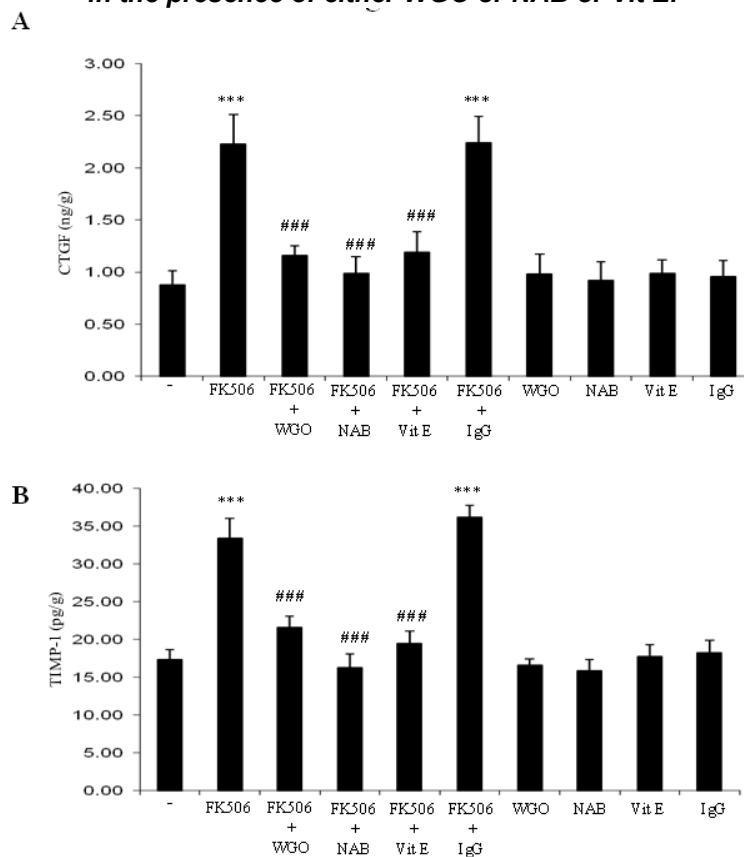 in the presence of either WGO or NAB or Vit E.
A
3.00
2.50
2.00
1.50
1.00
0.50
0.00
CTGF (ng/g)
***
***
###
###
###
- FK506 FK506 FK506 FK506 FK506 WGO NAB Vit E IgG
+ + + +
WGO NAB Vit E IgG
B
40.00
35.00
30.00
25.00
20.00
15.00
10.00
5.00
0.00
TIMP-1 (pg/g)
***
***
###
###
###
- FK506 FK506 FK506 FK506 FK506 WGO NAB Vit E IgG
+ + + +
WGO NAB Vit E IgG